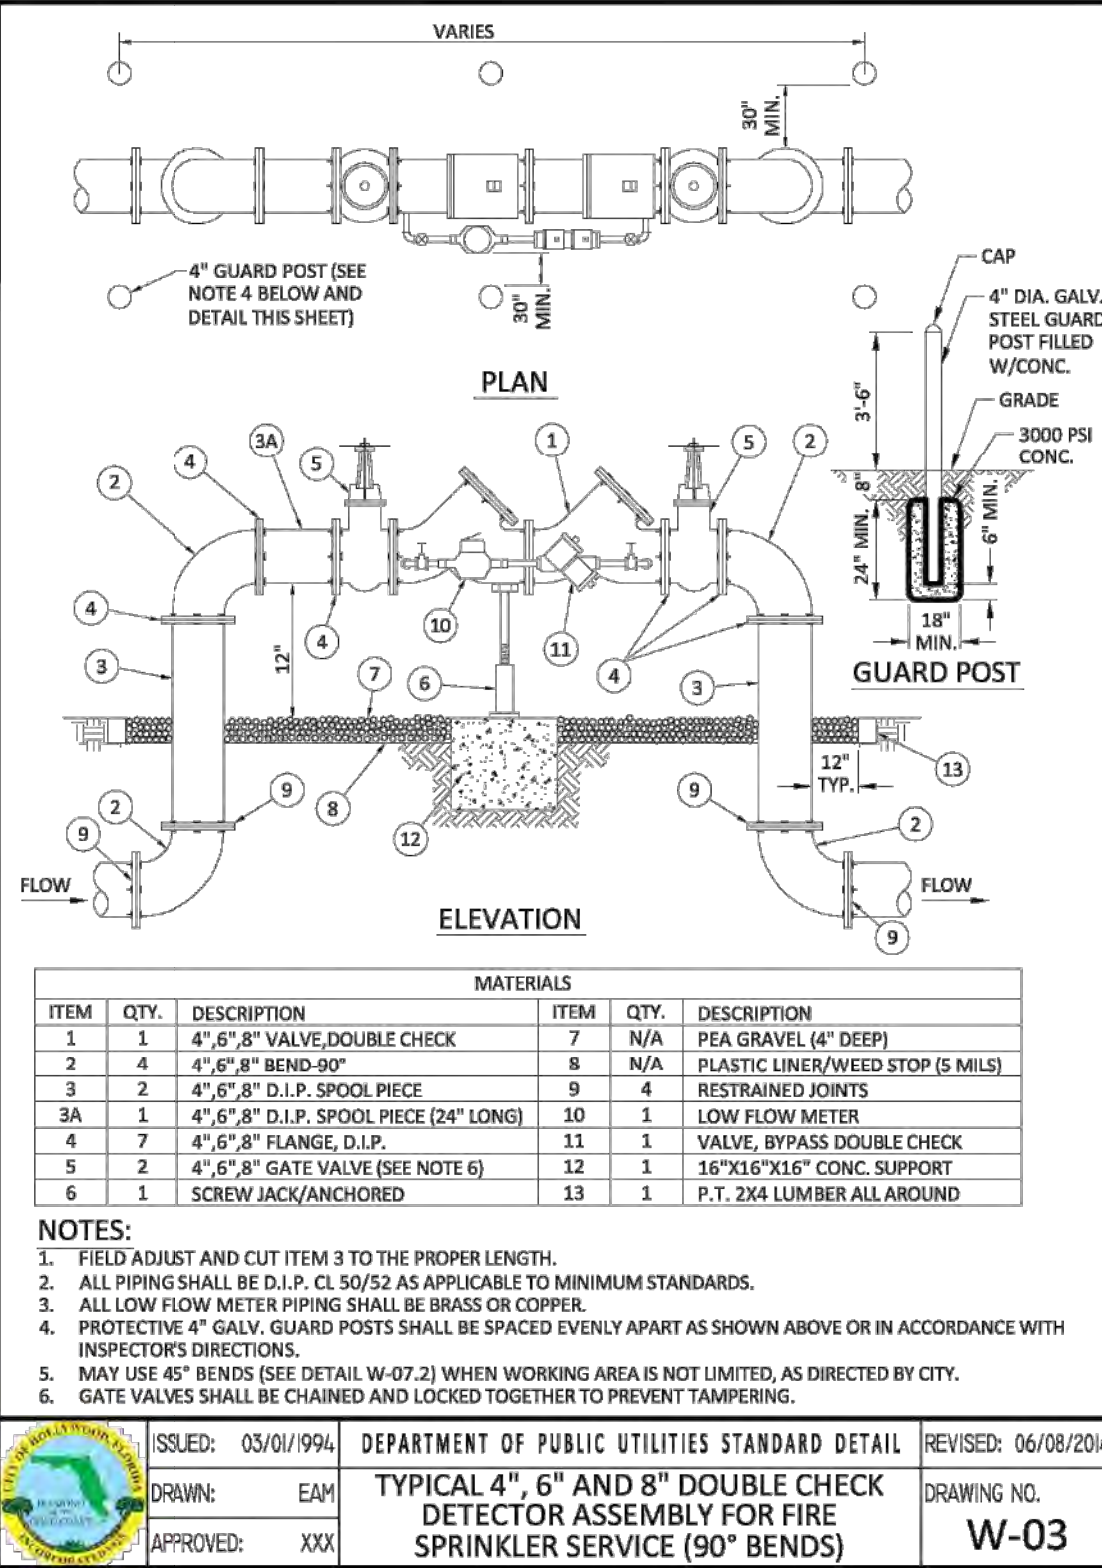 VARIES
30" MIN.
4" GUARD POST (SEE
NOTE 4 BELOW AND
DETAIL THIS SHEET)
30" MIN.
PLAN
CAP
4" DIA. GALV.
STEEL GUARD
POST FILLED
W/CONC.
GRADE
3000 PSI
CONC.
3'-6"
8"
24" MIN.
6" MIN.
18"
MIN.
GUARD POST
3A
1
5
2
4
5
2
4
3
12"
4
10
11
7
6
4
3
12"
TYP.
13
9
2
9
8
12
9
2
9
FLOW
FLOW
ELEVATION
MATERIALS
ITEM QTY. DESCRIPTION ITEM QTY. DESCRIPTION
1 1 4",6",8" VALVE,DOUBLE CHECK 7 N/A PEA GRAVEL (4" DEEP)
2 4 4",6",8" BEND-90° 8 N/A PLASTIC LINER/WEED STOP (5 MILS)
3 2 4",6",8" D.I.P. SPOOL PIECE 9 4 RESTRAINED JOINTS
3A 1 4",6",8" D.I.P. SPOOL PIECE (24" LONG) 10 1 LOW FLOW METER
4 7 4",6",8" FLANGE, D.I.P. 11 1 VALVE, BYPASS DOUBLE CHECK
5 2 4",6",8" GATE VALVE (SEE NOTE 6) 12 1 16"X16"X16" CONC. SUPPORT
6 1 SCREW JACK/ANCHORED 13 1 P.T. 2X4 LUMBER ALL AROUND
NOTES:
1. FIELD ADJUST AND CUT ITEM 3 TO THE PROPER LENGTH.
2. ALL PIPING SHALL BE D.I.P. CL 50/52 AS APPLICABLE TO MINIMUM STANDARDS.
3. ALL LOW FLOW METER PIPING SHALL BE BRASS OR COPPER.
4. PROTECTIVE 4" GALV. GUARD POSTS SHALL BE SPACED EVENLY APART AS SHOWN ABOVE OR IN ACCORDANCE WITH
INSPECTOR'S DIRECTIONS.
5. MAY USE 45° BENDS (SEE DETAIL W-07.2) WHEN WORKING AREA IS NOT LIMITED, AS DIRECTED BY CITY.
6. GATE VALVES SHALL BE CHAINED AND LOCKED TOGETHER TO PREVENT TAMPERING.
CITY OF HOLLYWOOD, FLORIDA
INCORPORATED
ISSUED: 03/01/1994
DRAWN: EAM
APPROVED: XXX
DEPARTMENT OF PUBLIC UTILITIES STANDARD DETAIL
TYPICAL 4", 6" AND 8" DOUBLE CHECK
DETECTOR ASSEMBLY FOR FIRE
SPRINKLER SERVICE (90° BENDS)
REVISED: 06/08/2014
DRAWING NO.
W-03